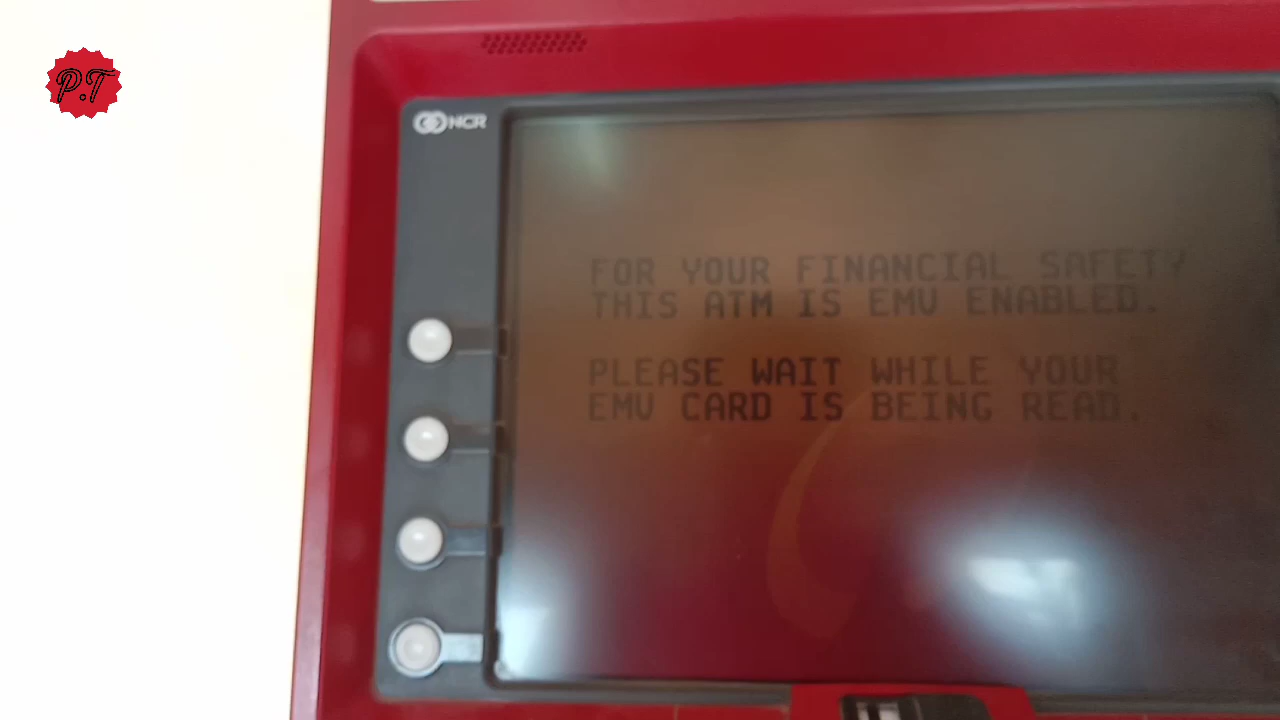 P.T
NCR
FOR YOUR FINANCIAL SAFETY
THIS ATM IS EMV ENABLED.
PLEASE WAIT WHILE YOUR
EMV CARD IS BEING READ.